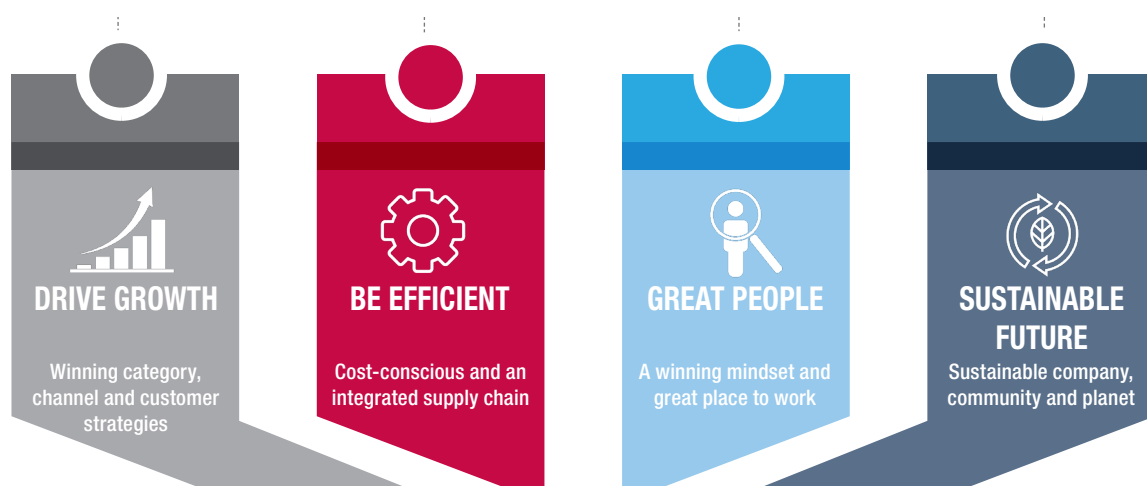 DRIVE GROWTH
Winning category,
channel and customer
strategies
BE EFFICIENT
Cost-conscious and an
integrated supply chain
GREAT PEOPLE
A winning mindset and
great place to work
SUSTAINABLE
FUTURE
Sustainable company,
community and planet